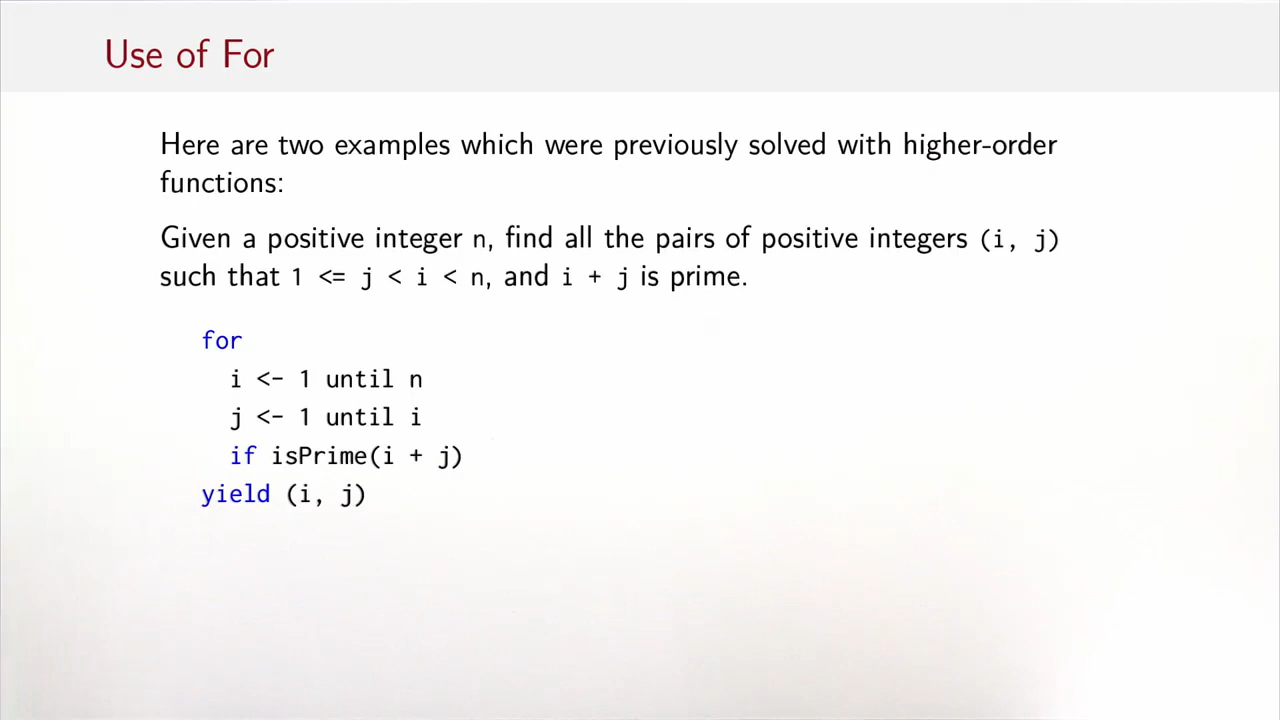 Use of For
Here are two examples which were previously solved with higher-order
functions:
Given a positive integer n, find all the pairs of positive integers (i, j)
such that 1 <= j < i < n, and i + j is prime.
for
  i <- 1 until n
  j <- 1 until i
  if isPrime(i + j)
yield (i, j)